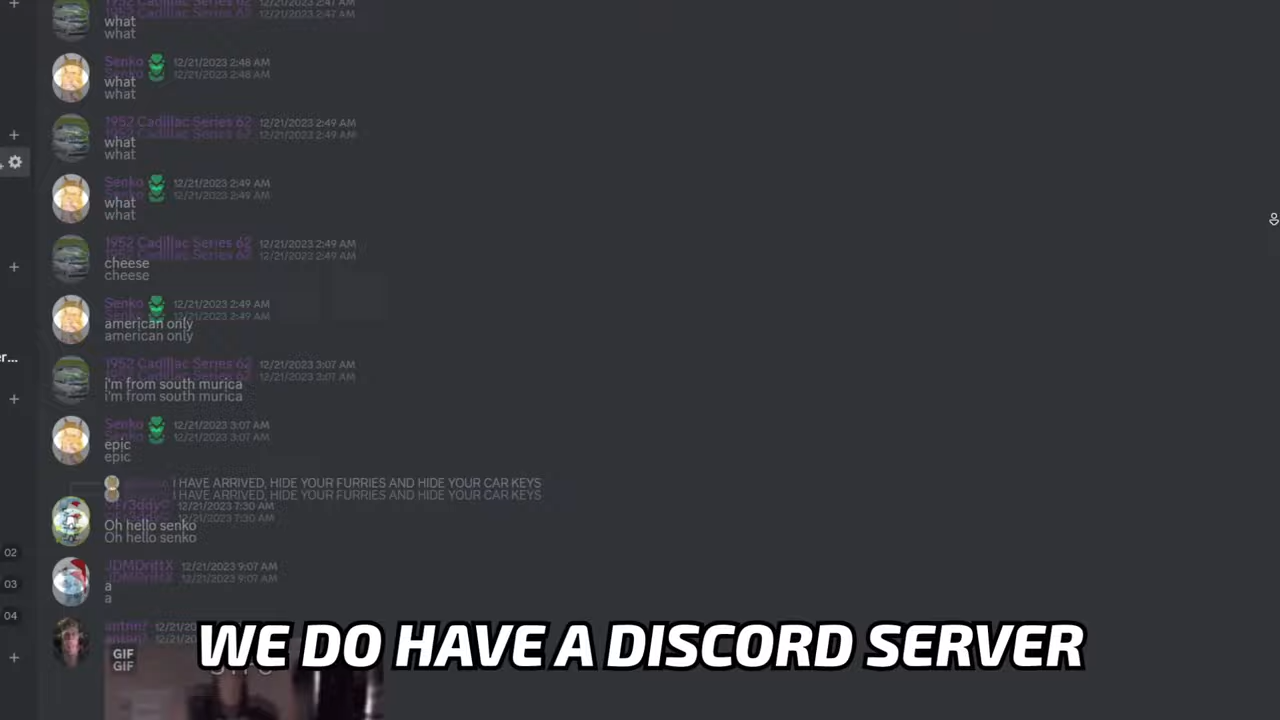 1952 Cadillac Series 62 12/21/2023 2:47 AM
what
Senko 12/21/2023 2:48 AM
what
1952 Cadillac Series 62 12/21/2023 2:49 AM
what
Senko 12/21/2023 2:49 AM
what
1952 Cadillac Series 62 12/21/2023 2:49 AM
cheese
Senko 12/21/2023 2:49 AM
american only
1952 Cadillac Series 62 12/21/2023 3:07 AM
i'm from south murica
Senko 12/21/2023 3:07 AM
epic
I HAVE ARRIVED, HIDE YOUR FURRIES AND HIDE YOUR CAR KEYS
12/21/2023 7:30 AM
Oh hello senko
JDMDriftX 12/21/2023 9:07 AM
a
GIF
er...
02
03
04
WE DO HAVE A DISCORD SERVER